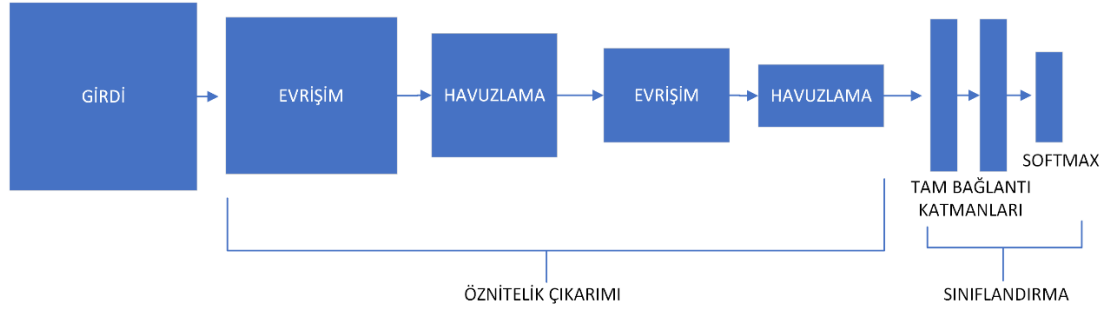 GİRDİ
EVRİŞİM
HAVUZLAMA
EVRİŞİM
HAVUZLAMA
SOFTMAX
TAM BAĞLANTI
KATMANLARI
ÖZNİTELİK ÇIKARIMI
SINIFLANDIRMA